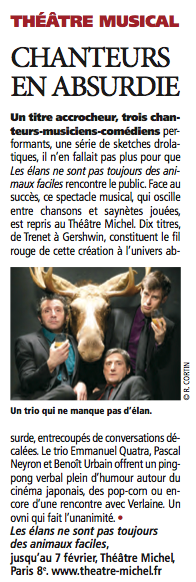 THÉÂTRE MUSICAL
CHANTEURS
EN ABSURDIE
Un titre accrocheur, trois chan-
teurs-musiciens-comédiens per-
formants, une série de sketches drola-
tiques, il n'en fallait pas plus pour que
Les élans ne sont pas toujours des ani-
maux faciles rencontre le public. Face au
succès, ce spectacle musical, qui oscille
entre chansons et saynètes jouées,
est repris au Théâtre Michel. Dix titres,
de Trenet à Gershwin, constituent le fil
rouge de cette création à l'univers ab-
© R. CORTIN
Un trio qui ne manque pas d'élan.
surde, entrecoupés de conversations dé-
calées. Le trio Emmanuel Quatra, Pascal
Neyron et Benoît Urbain offrent un ping-
pong verbal plein d'humour autour du
cinéma japonais, des pop-corn ou en-
core d'une rencontre avec Verlaine. Un
ovni qui fait l'unanimité. •
Les élans ne sont pas toujours
des animaux faciles,
jusqu'au 7 février, Théâtre Michel,
Paris 8e. www.theatre-michel.fr